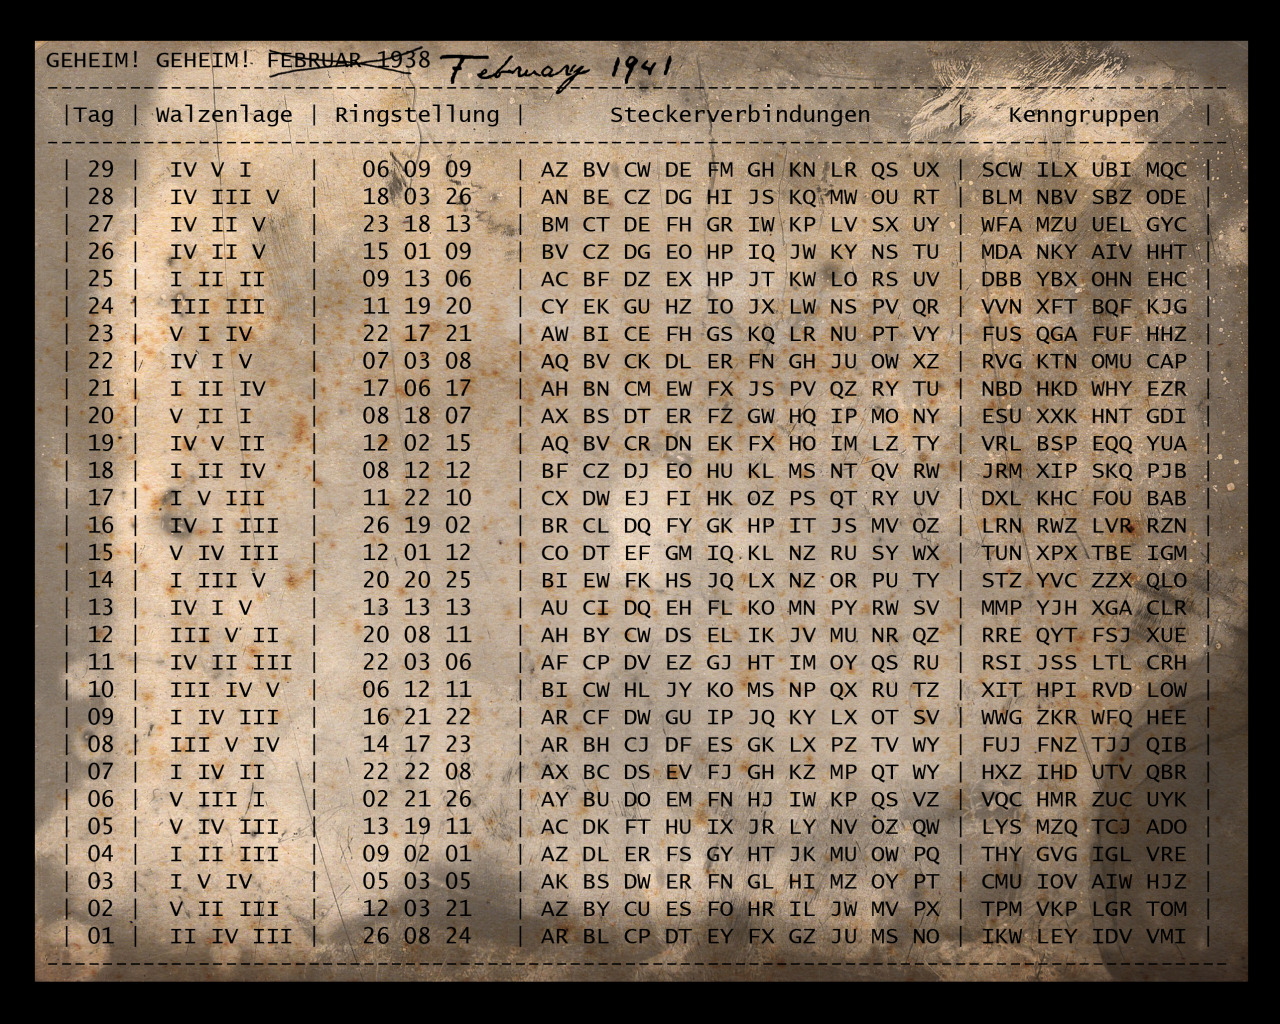 GEHEIM! GEHEIM! FEBRUAR 1938 February 1941
|Tag | Walzenlage | Ringstellung | Steckerverbindungen | Kenngruppen |
| 29 | IV V I | 06 09 09 | AZ BV CW DE FM GH KN LR QS UX | SCW ILX UBI MQC |
| 28 | IV III V | 18 03 26 | AN BE CZ DG HI JS KQ MW OU RT | BLM NBV SBZ ODE |
| 27 | IV II V | 23 18 13 | BM CT DE FH GR IW KP LV SX UY | WFA MZU UEL GYC |
| 26 | IV II V | 15 01 09 | BV CZ DG EO HP IQ JW KY NS TU | MDA NKY AIV HHT |
| 25 | I II II | 09 13 06 | AC BF DZ EX HP JT KW LO RS UV | DBB YBX OHN EHC |
| 24 | III III | 11 19 20 | CY EK GU HZ IO JX LW NS PV QR | VVN XFT BQF KJG |
| 23 | V I IV | 22 17 21 | AW BI CE FH GS KQ LR NU PT VY | FUS QGA FUF HHZ |
| 22 | IV I V | 07 03 08 | AQ BV CK DL ER FN GH JU OW XZ | RVG KTN OMU CAP |
| 21 | I II IV | 17 06 17 | AH BN CM EW FX JS PV QZ RY TU | NBD HKD WHY EZR |
| 20 | V II I | 08 18 07 | AX BS DT ER FZ GW HQ IP MO NY | ESU XXK HNT GDI |
| 19 | IV V II | 12 02 15 | AQ BV CR DN EK FX HO IM LZ TY | VRL BSP EQQ YUA |
| 18 | I II IV | 08 12 12 | BF CZ DJ EO HU KL MS NT QV RW | JRM XIP SKQ PJB |
| 17 | I V III | 11 22 10 | CX DW EJ FI HK OZ PS QT RY UV | DXL KHC FOU BAB |
| 16 | IV I III | 26 19 02 | BR CL DQ FY GK HP IT JS MV OZ | LRN RWZ LVR RZN |
| 15 | V IV III | 12 01 12 | CO DT EF GM IQ KL NZ RU SY WX | TUN XPX TBE IGM |
| 14 | I III V | 20 20 25 | BI EW FK HS JQ LX NZ OR PU TY | STZ YVC ZZX QLO |
| 13 | IV I V | 13 13 13 | AU CI DQ EH FL KO MN PY RW SV | MMP YJH XGA CLR |
| 12 | III V II | 20 08 11 | AH BY CW DS EL IK JV MU NR QZ | RRE QYT FSJ XUE |
| 11 | IV II III | 22 03 06 | AF CP DV EZ GJ HT IM OY QS RU | RSI JSS LTL CRH |
| 10 | III IV V | 06 12 11 | BI CW HL JY KO MS NP QX RU TZ | XIT HPI RVD LOW |
| 09 | I IV III | 16 21 22 | AR CF DW GU IP JQ KY LX OT SV | WWG ZKR WFQ HEE |
| 08 | III V IV | 14 17 23 | AR BH CJ DF ES GK LX PZ TV WY | FUJ FNZ TJJ QIB |
| 07 | I IV II | 22 22 08 | AX BC DS EV FJ GH KZ MP QT WY | HXZ IHD UTV QBR |
| 06 | V III I | 02 21 26 | AY BU DO EM FN HJ IW KP QS VZ | VQC HMR ZUC UYK |
| 05 | V IV III | 13 19 11 | AC DK FT HU IX JR LY NV OZ QW | LYS MZQ TCJ ADO |
| 04 | I II III | 09 02 01 | AZ DL ER FS GY HT JK MU OW PQ | THY GVG IGL VRE |
| 03 | I V IV | 05 03 05 | AK BS DW ER FN GL HI MZ OY PT | CMU IOV AIW HJZ |
| 02 | V II III | 12 03 21 | AZ BY CU ES FO HR IL JW MV PX | TPM VKP LGR TOM |
| 01 | II IV III | 26 08 24 | AR BL CP DT EY FX GZ JU MS NO | IKW LEY IDV VMI |